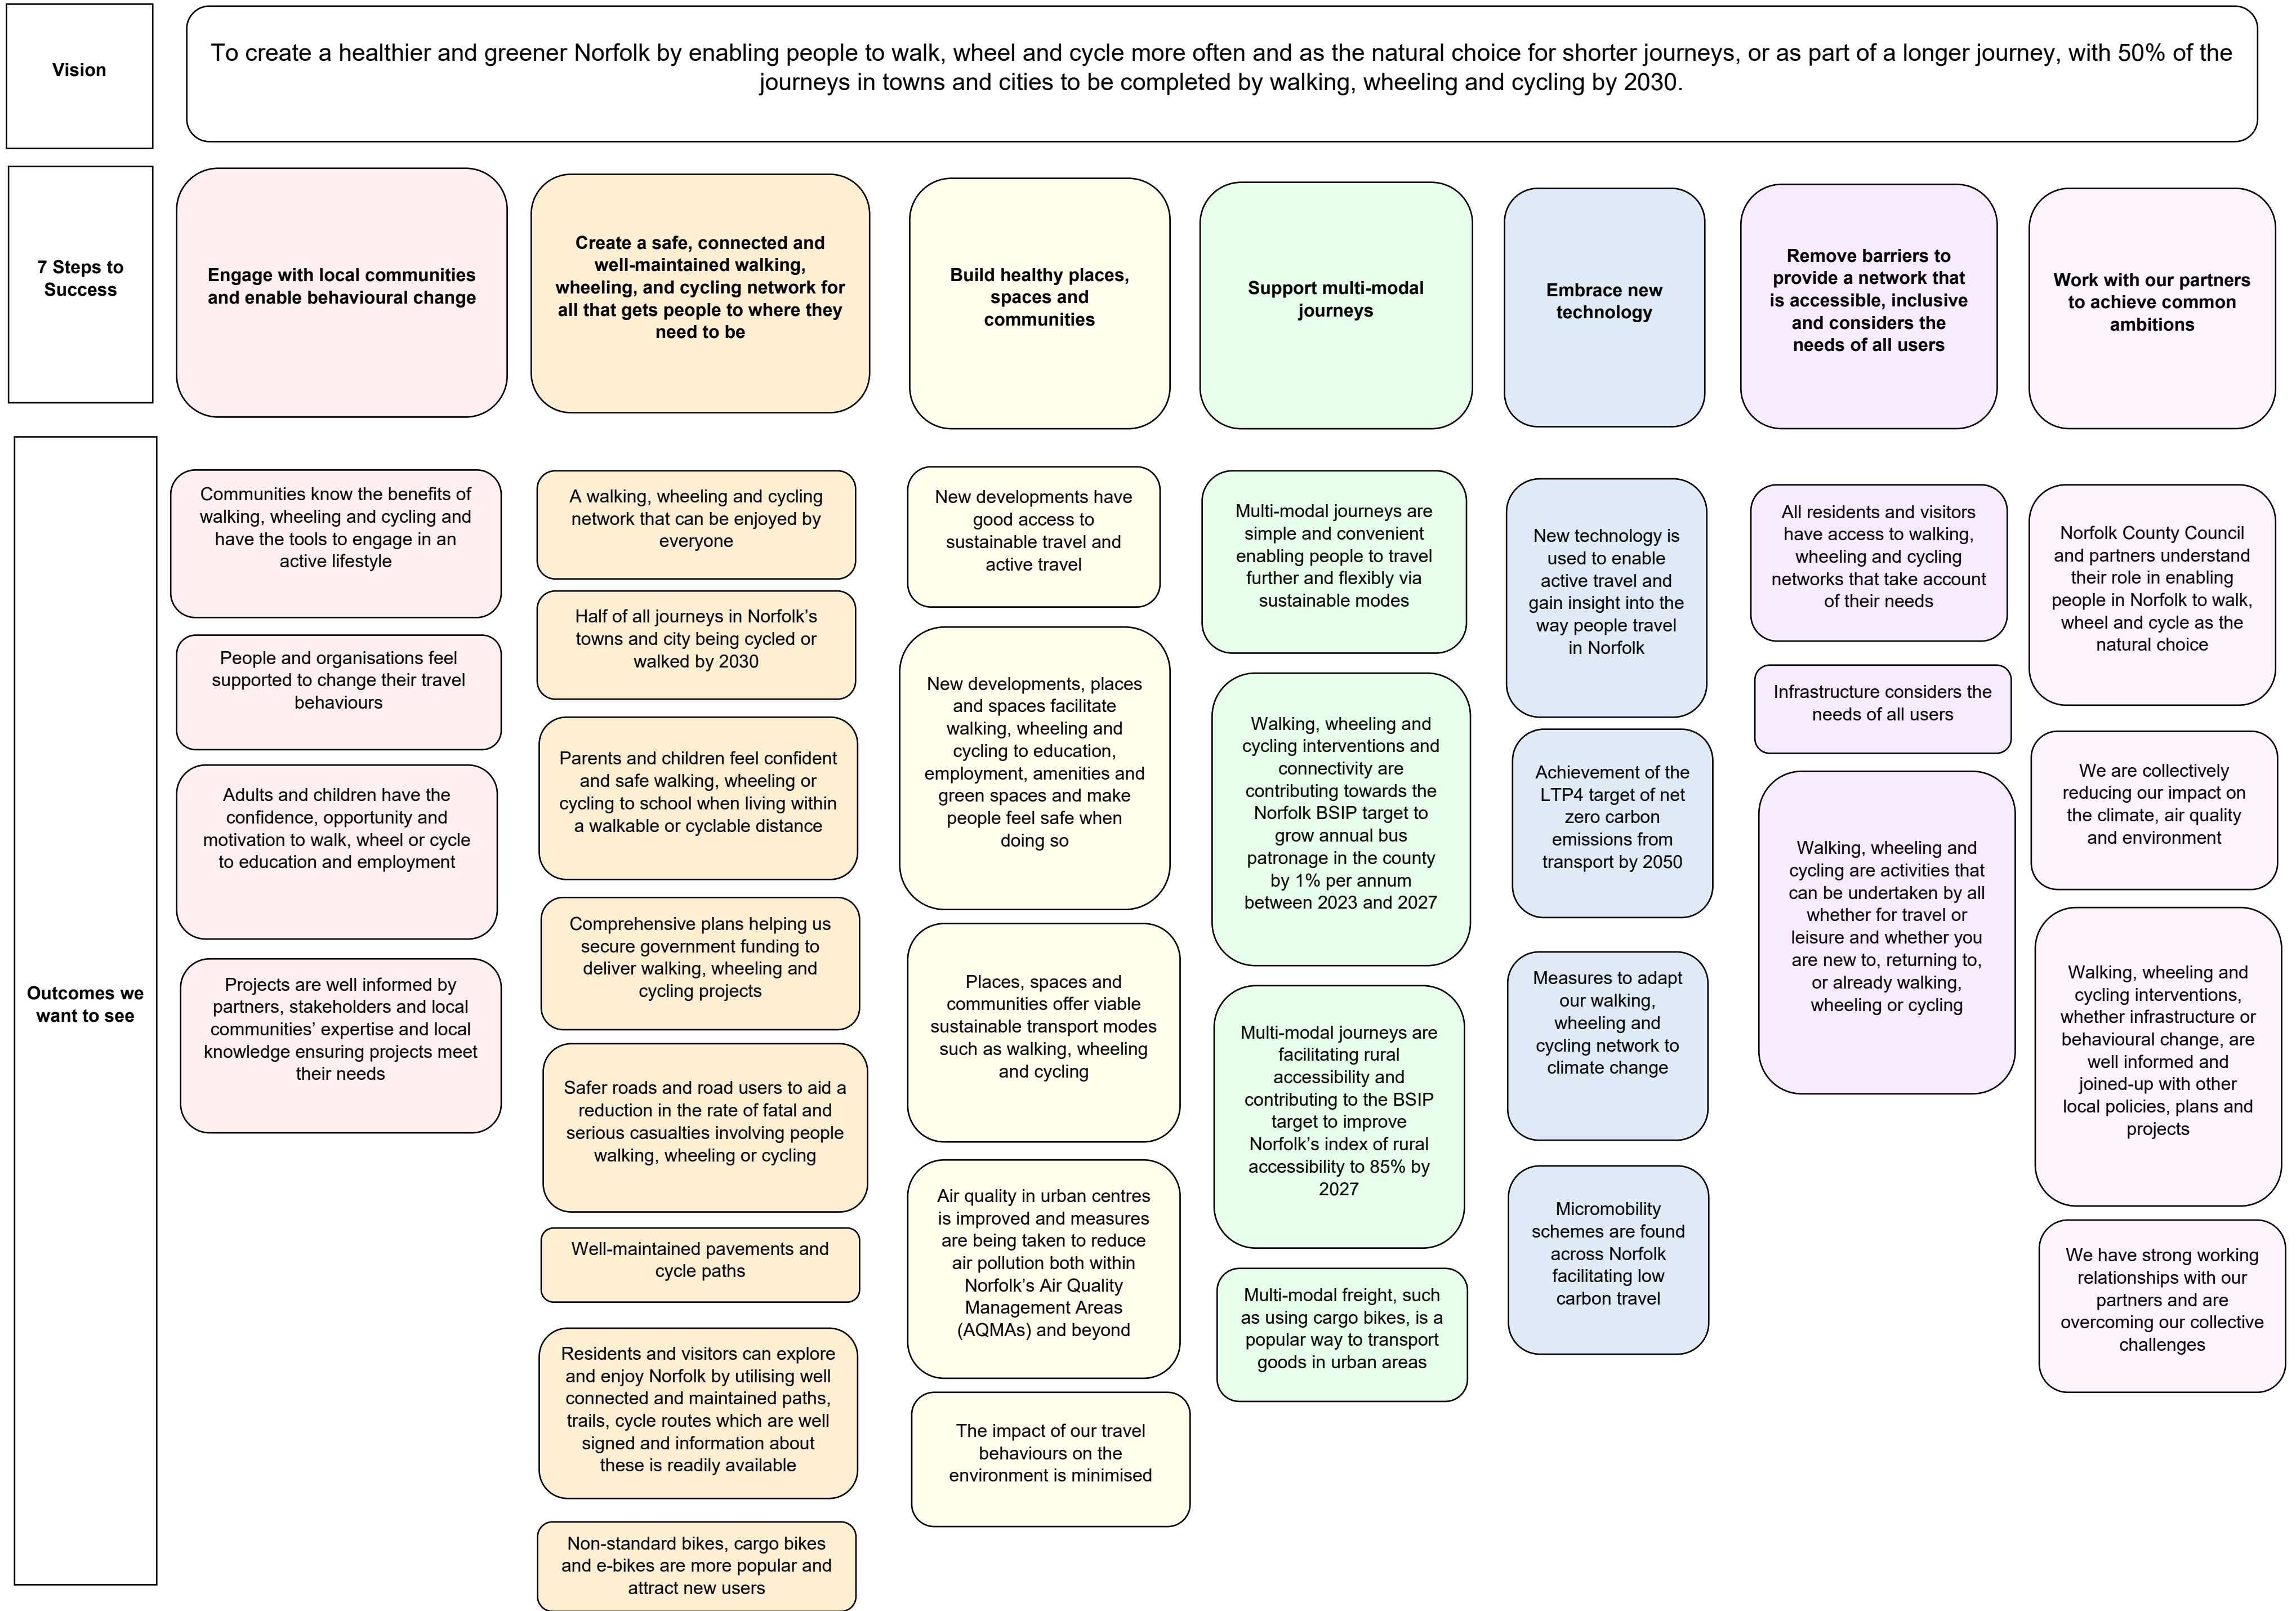 Vision
To create a healthier and greener Norfolk by enabling people to walk, wheel and cycle more often and as the natural choice for shorter journeys, or as part of a longer journey, with 50% of the
journeys in towns and cities to be completed by walking, wheeling and cycling by 2030.
7 Steps to
Success
Engage with local communities
and enable behavioural change
Create a safe, connected and
well-maintained walking,
wheeling, and cycling network for
all that gets people to where they
need to be
Build healthy places,
spaces and
communities
Support multi-modal
journeys
Embrace new
technology
Remove barriers to
provide a network that
is accessible, inclusive
and considers the
needs of all users
Work with our partners
to achieve common
ambitions
Outcomes we
want to see
Communities know the benefits of
walking, wheeling and cycling and
have the tools to engage in an
active lifestyle
People and organisations feel
supported to change their travel
behaviours
Adults and children have the
confidence, opportunity and
motivation to walk, wheel or cycle
to education and employment
Projects are well informed by
partners, stakeholders and local
communities’ expertise and local
knowledge ensuring projects meet
their needs
A walking, wheeling and cycling
network that can be enjoyed by
everyone
Half of all journeys in Norfolk’s
towns and city being cycled or
walked by 2030
Parents and children feel confident
and safe walking, wheeling or
cycling to school when living within
a walkable or cyclable distance
Comprehensive plans helping us
secure government funding to
deliver walking, wheeling and
cycling projects
Safer roads and road users to aid a
reduction in the rate of fatal and
serious casualties involving people
walking, wheeling or cycling
Well-maintained pavements and
cycle paths
Residents and visitors can explore
and enjoy Norfolk by utilising well
connected and maintained paths,
trails, cycle routes which are well
signed and information about
these is readily available
Non-standard bikes, cargo bikes
and e-bikes are more popular and
attract new users
New developments have
good access to
sustainable travel and
active travel
New developments, places
and spaces facilitate
walking, wheeling and
cycling to education,
employment, amenities and
green spaces and make
people feel safe when
doing so
Places, spaces and
communities offer viable
sustainable transport modes
such as walking, wheeling
and cycling
Air quality in urban centres
is improved and measures
are being taken to reduce
air pollution both within
Norfolk’s Air Quality
Management Areas
(AQMAs) and beyond
The impact of our travel
behaviours on the
environment is minimised
Multi-modal journeys are
simple and convenient
enabling people to travel
further and flexibly via
sustainable modes
Walking, wheeling and
cycling interventions and
connectivity are
contributing towards the
Norfolk BSIP target to
grow annual bus
patronage in the county
by 1% per annum
between 2023 and 2027
Multi-modal journeys are
facilitating rural
accessibility and
contributing to the BSIP
target to improve
Norfolk’s index of rural
accessibility to 85% by
2027
Multi-modal freight, such
as using cargo bikes, is a
popular way to transport
goods in urban areas
New technology is
used to enable
active travel and
gain insight into the
way people travel
in Norfolk
Achievement of the
LTP4 target of net
zero carbon
emissions from
transport by 2050
Measures to adapt
our walking,
wheeling and
cycling network to
climate change
Micromobility
schemes are found
across Norfolk
facilitating low
carbon travel
All residents and visitors
have access to walking,
wheeling and cycling
networks that take account
of their needs
Infrastructure considers the
needs of all users
Walking, wheeling and
cycling are activities that
can be undertaken by all
whether for travel or
leisure and whether you
are new to, returning to,
or already walking,
wheeling or cycling
Norfolk County Council
and partners understand
their role in enabling
people in Norfolk to walk,
wheel and cycle as the
natural choice
We are collectively
reducing our impact on
the climate, air quality
and environment
Walking, wheeling and
cycling interventions,
whether infrastructure or
behavioural change, are
well informed and
joined-up with other
local policies, plans and
projects
We have strong working
relationships with our
partners and are
overcoming our collective
challenges